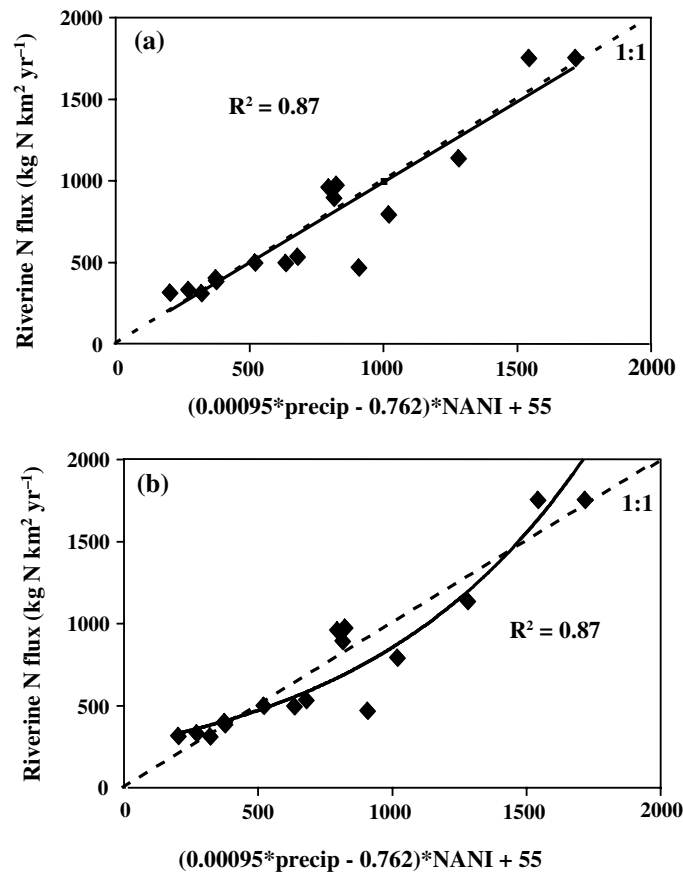 (a)
2000
1500
1000
500
0
Riverine N flux (kg N km² yr⁻¹)
R² = 0.87
1:1
0 500 1000 1500 2000
(0.00095*precip - 0.762)*NANI + 55
(b)
2000
1500
1000
500
0
Riverine N flux (kg N km² yr⁻¹)
1:1
R² = 0.87
0 500 1000 1500 2000
(0.00095*precip - 0.762)*NANI + 55